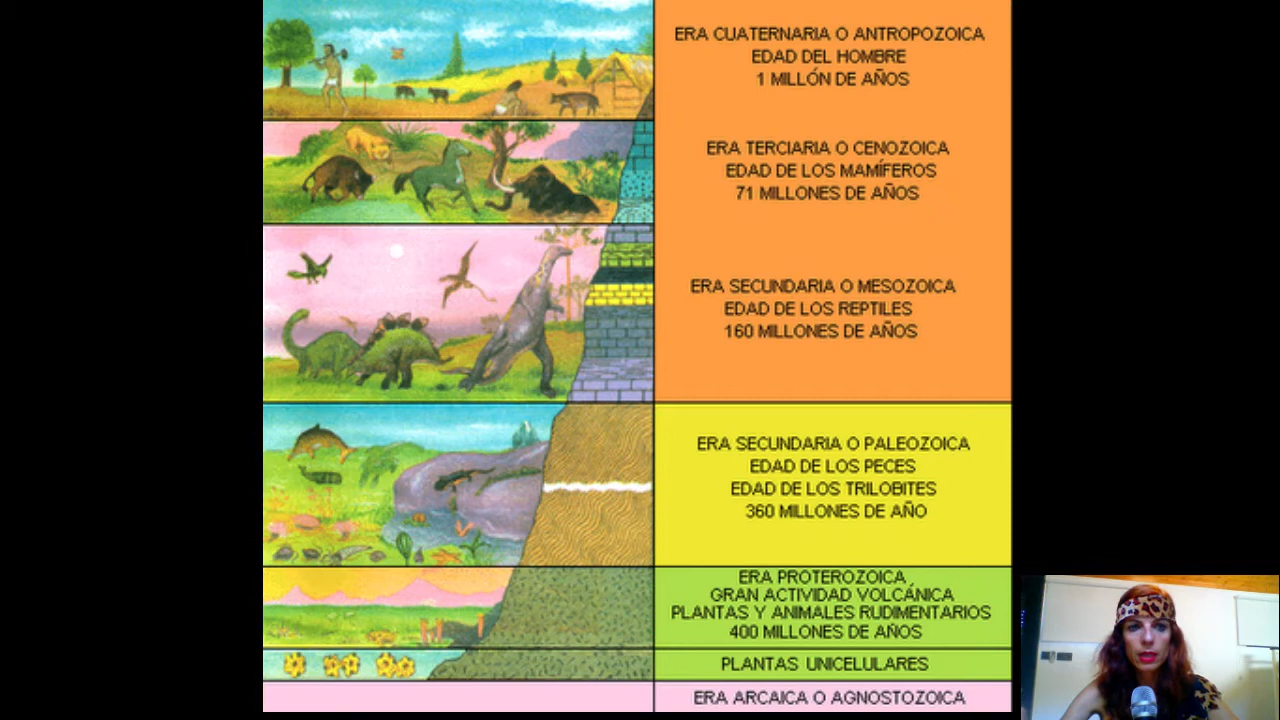 ERA CUATERNARIA O ANTROPOZOICA
EDAD DEL HOMBRE
1 MILLÓN DE AÑOS
ERA TERCIARIA O CENOZOICA
EDAD DE LOS MAMÍFEROS
71 MILLONES DE AÑOS
ERA SECUNDARIA O MESOZOICA
EDAD DE LOS REPTILES
160 MILLONES DE AÑOS
ERA SECUNDARIA O PALEOZOICA
EDAD DE LOS PECES
EDAD DE LOS TRILOBITES
360 MILLONES DE AÑO
ERA PROTEROZOICA
GRAN ACTIVIDAD VOLCÁNICA
PLANTAS Y ANIMALES RUDIMENTARIOS
400 MILLONES DE AÑOS
PLANTAS UNICELULARES
ERA ARCAICA O AGNOSTOZOICA